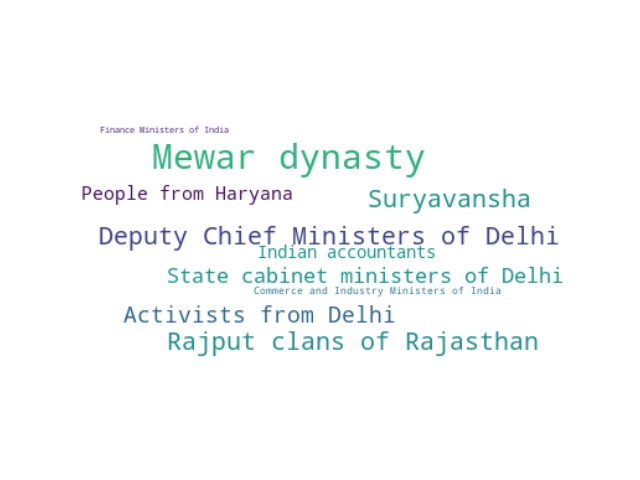 Finance Ministers of India
Mewar dynasty
People from Haryana
Suryavansha
Deputy Chief Ministers of Delhi
Indian accountants
State cabinet ministers of Delhi
Commerce and Industry Ministers of India
Activists from Delhi
Rajput clans of Rajasthan